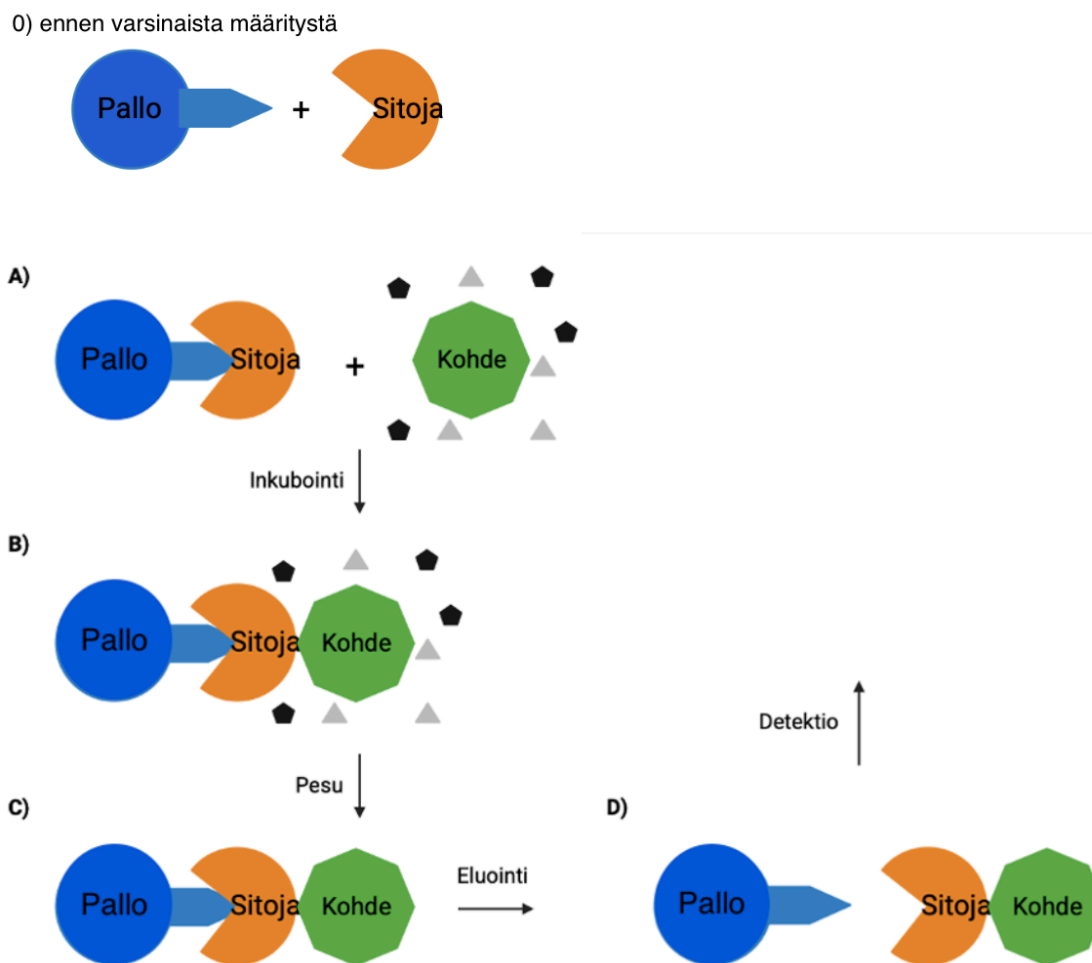 0) ennen varsinaista määritystä
Pallo + Sitoja
A)
Pallo Sitoja + Kohde
Inkubointi
B)
Pallo Sitoja Kohde
Pesu
Detektio
C)
Pallo Sitoja Kohde
Eluointi
D)
Pallo Sitoja Kohde